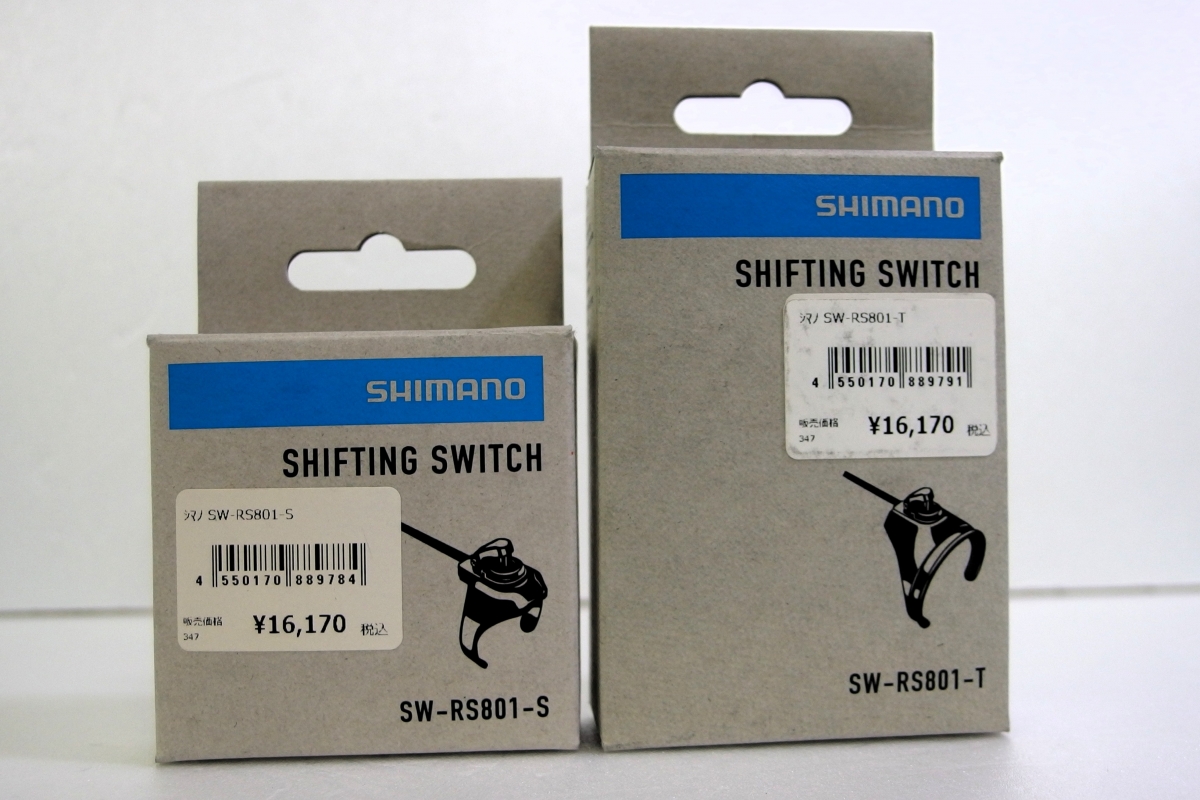 SHIMANO
SHIFTING SWITCH
ｼﾏﾉ SW-RS801-S
4 550170 889784
販売価格 ¥16,170 税込
347
SW-RS801-S
SHIMANO
SHIFTING SWITCH
ｼﾏﾉ SW-RS801-T
4 550170 889791
販売価格 ¥16,170 税込
347
SW-RS801-T